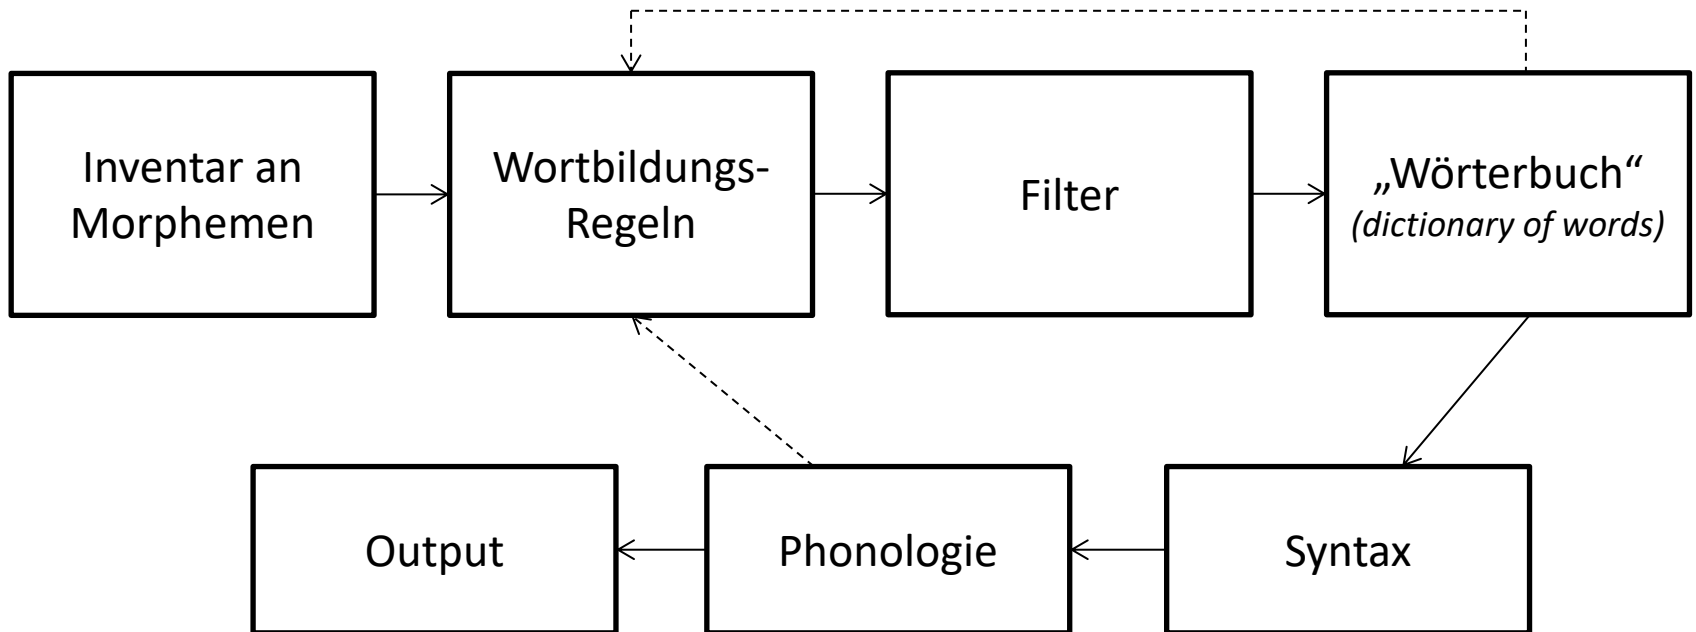 Inventar an
Morphemen
Wortbildungs-
Regeln
Filter
„Wörterbuch“
(dictionary of words)
Output
Phonologie
Syntax